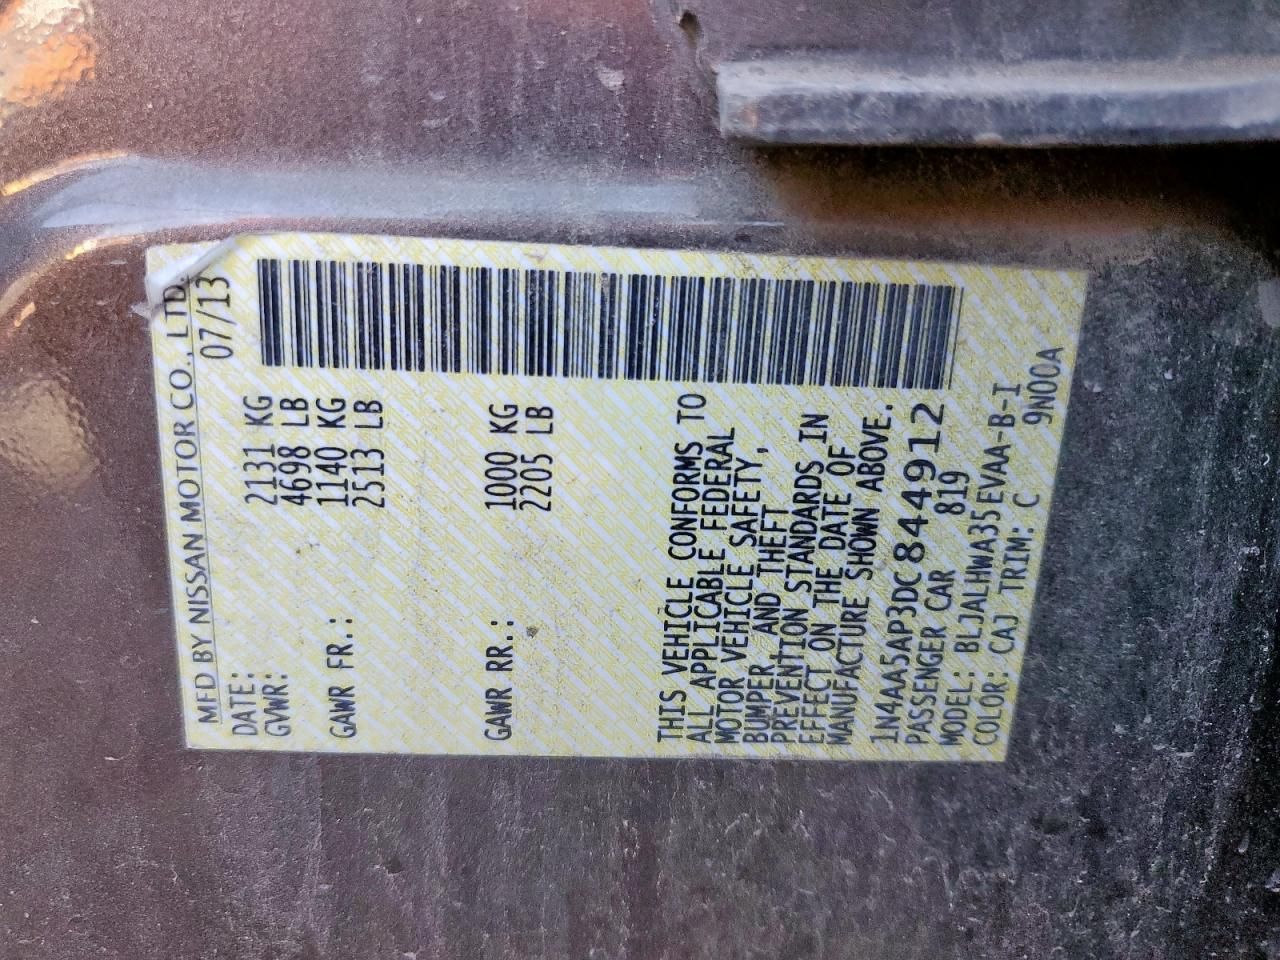 MFD BY NISSAN MOTOR CO., LTD.
DATE: 07/13
GVWR: 2131 KG
4698 LB
GAWR FR.: 1140 KG
2513 LB
GAWR RR.: 1000 KG
2205 LB
THIS VEHICLE CONFORMS TO
ALL APPLICABLE FEDERAL
MOTOR VEHICLE SAFETY,
BUMPER AND THEFT
PREVENTION STANDARDS IN
EFFECT ON THE DATE OF
MANUFACTURE SHOWN ABOVE.
1N4AA5AP3DC844912
PASSENGER CAR 819
MODEL: BLJALHWA35EVAA-B-I
COLOR: CAJ TRIM: C 9N00A